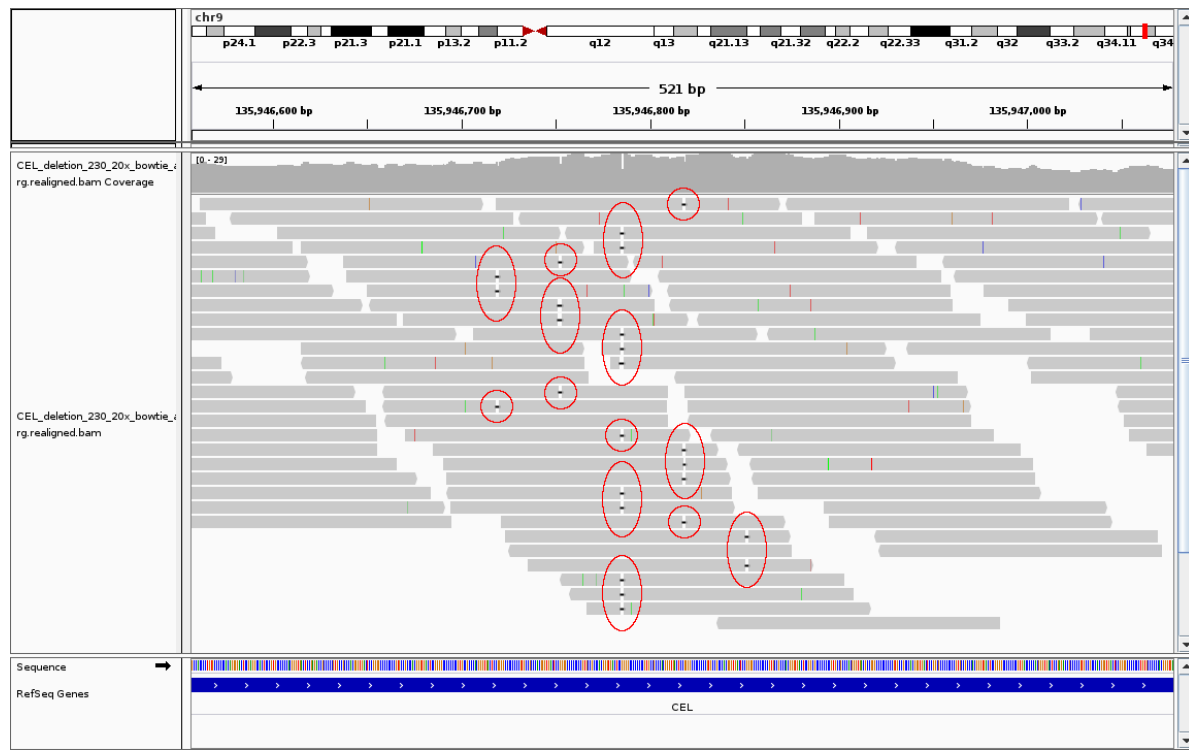 chr9
p24.1 p22.3 p21.3 p21.1 p13.2 p11.2 q12 q13 q21.13 q21.32 q22.2 q22.33 q31.2 q32 q33.2 q34.11 q34
521 bp
135,946,600 bp 135,946,700 bp 135,946,800 bp 135,946,900 bp 135,947,000 bp
[0 - 29]
CEL_deletion_230_20x_bowtie_a
rg.realigned.bam Coverage
CEL_deletion_230_20x_bowtie_a
rg.realigned.bam
Sequence
RefSeq Genes
CEL